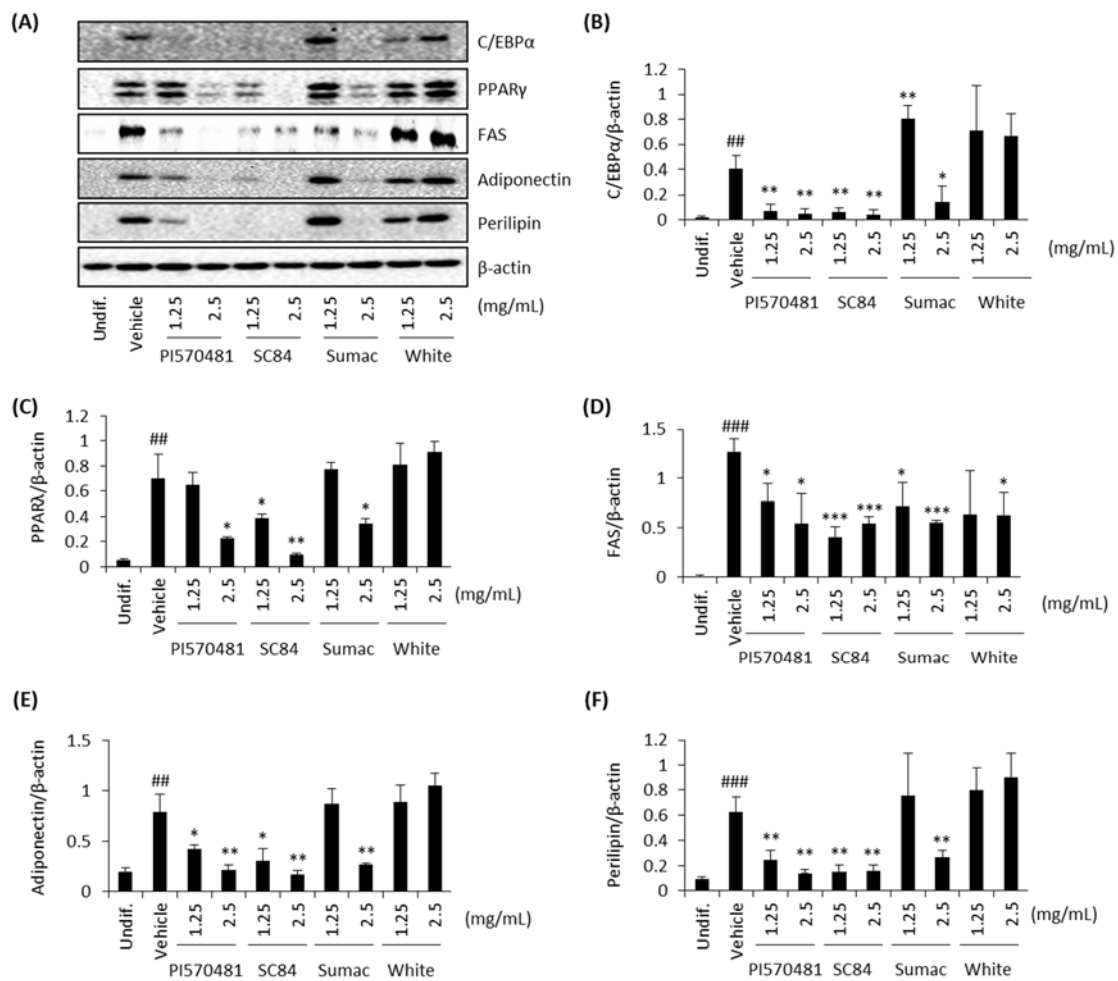 (A)
C/EBPα
PPARγ
FAS
Adiponectin
Perilipin
β-actin
Undif. Vehicle 1.25 2.5 1.25 2.5 1.25 2.5 1.25 2.5 (mg/mL)
PI570481 SC84 Sumac White
(B)
C/EBPα/β-actin
1.2
1
0.8
0.6
0.4
0.2
0
## ** ** ** ** ** *
Undif. Vehicle 1.25 2.5 1.25 2.5 1.25 2.5 1.25 2.5 (mg/mL)
PI570481 SC84 Sumac White
(C)
PPARλ/β-actin
1.2
1
0.8
0.6
0.4
0.2
0
## * * ** *
Undif. Vehicle 1.25 2.5 1.25 2.5 1.25 2.5 1.25 2.5 (mg/mL)
PI570481 SC84 Sumac White
(D)
FAS/β-actin
1.5
1
0.5
0
### * * *** *** * *** *
Undif. Vehicle 1.25 2.5 1.25 2.5 1.25 2.5 1.25 2.5 (mg/mL)
PI570481 SC84 Sumac White
(E)
Adiponectin/β-actin
1.5
1
0.5
0
## * ** * ** **
Undif. Vehicle 1.25 2.5 1.25 2.5 1.25 2.5 1.25 2.5 (mg/mL)
PI570481 SC84 Sumac White
(F)
Perilipin/β-actin
1.2
1
0.8
0.6
0.4
0.2
0
### ** ** ** ** **
Undif. Vehicle 1.25 2.5 1.25 2.5 1.25 2.5 1.25 2.5 (mg/mL)
PI570481 SC84 Sumac White